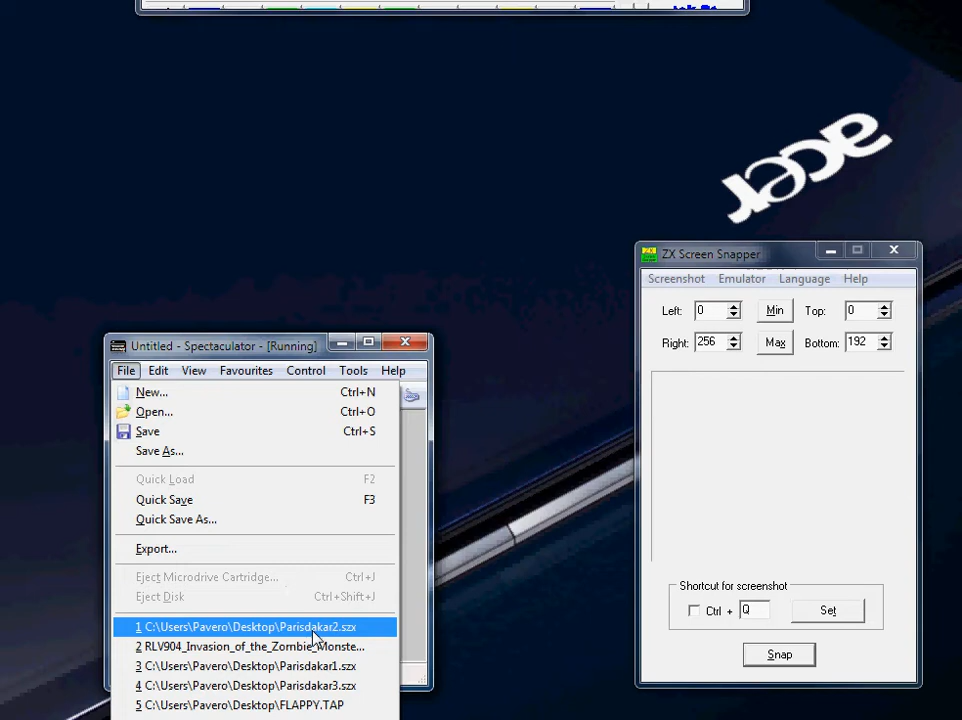 acer
ZX Screen Snapper
Screenshot Emulator Language Help
Left: 0 Min Top: 0
Right: 256 Max Bottom: 192
Untitled - Spectaculator - [Running]
File Edit View Favourites Control Tools Help
New... Ctrl+N
Open... Ctrl+O
Save Ctrl+S
Save As...
Quick Load F2
Quick Save F3
Quick Save As...
Export...
Eject Microdrive Cartridge... Ctrl+J
Eject Disk Ctrl+Shift+J
1 C:\Users\Pavero\Desktop\Parisdakar2.szx
2 RLV904_Invasion_of_the_Zombie_Monste...
3 C:\Users\Pavero\Desktop\Parisdakar1.szx
4 C:\Users\Pavero\Desktop\Parisdakar3.szx
5 C:\Users\Pavero\Desktop\FLAPPY.TAP
Shortcut for screenshot
Ctrl + Q Set
Snap